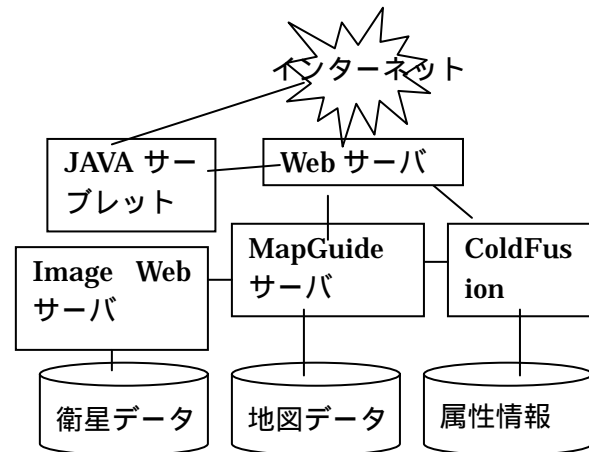 インターネット
JAVA サー
ブレット
Web サーバ
Image Web
サーバ
MapGuide
サーバ
ColdFus
ion
衛星データ
地図データ
属性情報